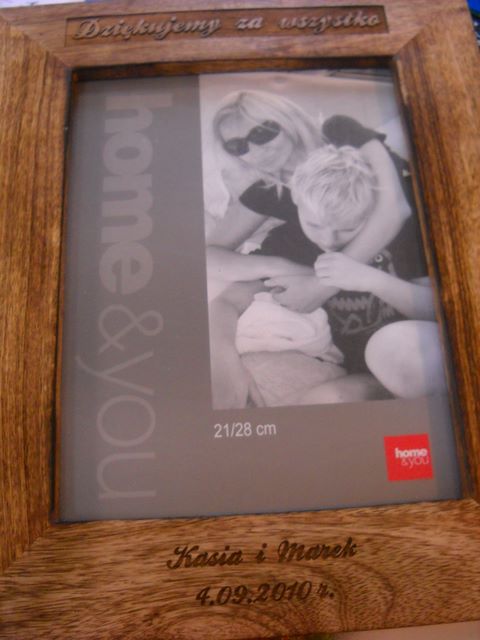 Dziękujemy za wszystko
home&you
21/28 cm
home
&you
Kasia i Marek
4.09.2010 r.